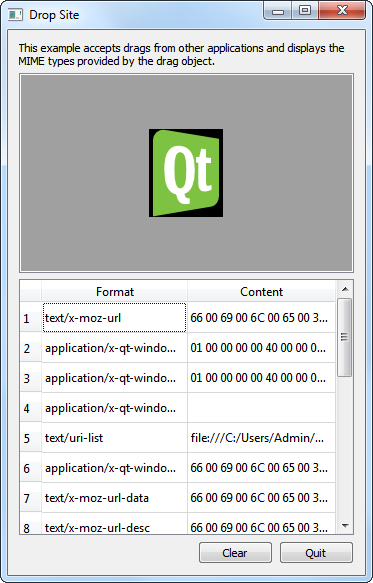 Drop Site
This example accepts drags from other applications and displays the
MIME types provided by the drag object.
Qt
Format Content
1 text/x-moz-url 66 00 69 00 6C 00 65 00 3...
2 application/x-qt-windo... 01 00 00 00 00 40 00 00 0...
3 application/x-qt-windo... 01 00 00 00 00 40 00 00 0...
4 application/x-qt-windo...
5 text/uri-list file:///C:/Users/Admin/...
6 application/x-qt-windo... 66 00 69 00 6C 00 65 00 3...
7 text/x-moz-url-data 66 00 69 00 6C 00 65 00 3...
8 text/x-moz-url-desc 66 00 69 00 6C 00 65 00 3...
Clear Quit